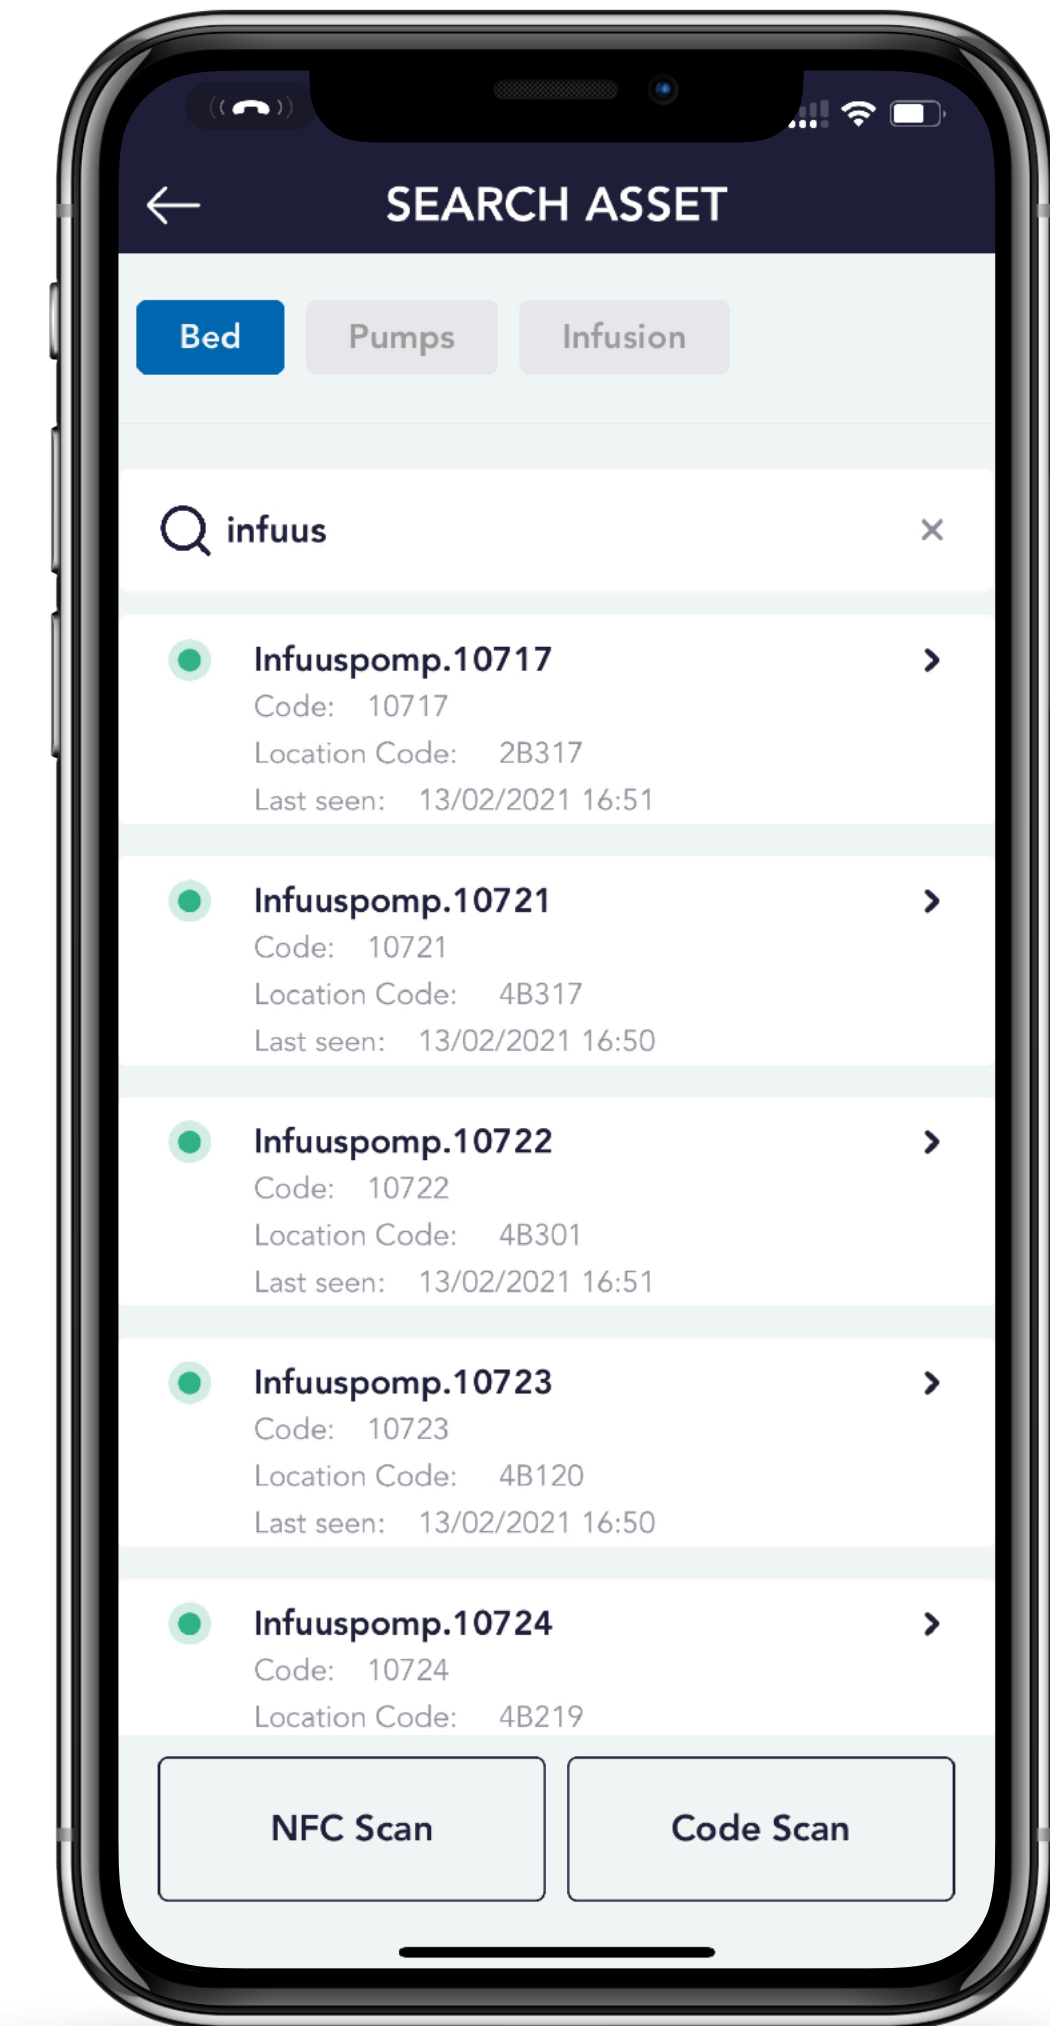 SEARCH ASSET
Bed Pumps Infusion
infuus
Infuuspomp.10717
Code: 10717
Location Code: 2B317
Last seen: 13/02/2021 16:51
Infuuspomp.10721
Code: 10721
Location Code: 4B317
Last seen: 13/02/2021 16:50
Infuuspomp.10722
Code: 10722
Location Code: 4B301
Last seen: 13/02/2021 16:51
Infuuspomp.10723
Code: 10723
Location Code: 4B120
Last seen: 13/02/2021 16:50
Infuuspomp.10724
Code: 10724
Location Code: 4B219
NFC Scan Code Scan